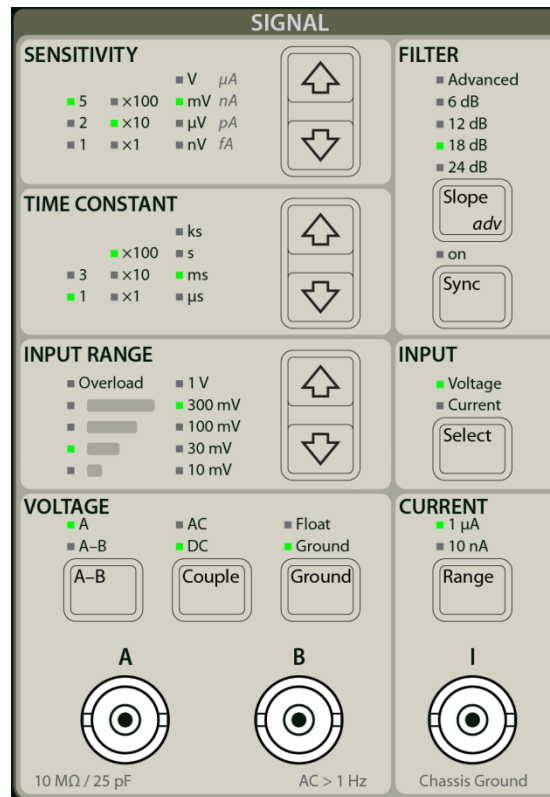 SIGNAL
SENSITIVITY
V μA
5 ×100 mV nA
2 ×10 μV pA
1 ×1 nV fA
FILTER
Advanced
6 dB
12 dB
18 dB
24 dB
Slope
adv
on
Sync
TIME CONSTANT
ks
×100 s
3 ×10 ms
1 ×1 μs
INPUT RANGE
Overload 1 V
300 mV
100 mV
30 mV
10 mV
INPUT
Voltage
Current
Select
VOLTAGE
A AC Float
A–B DC Ground
A–B Couple Ground
CURRENT
1 μA
10 nA
Range
A B I
10 MΩ / 25 pF AC > 1 Hz Chassis Ground